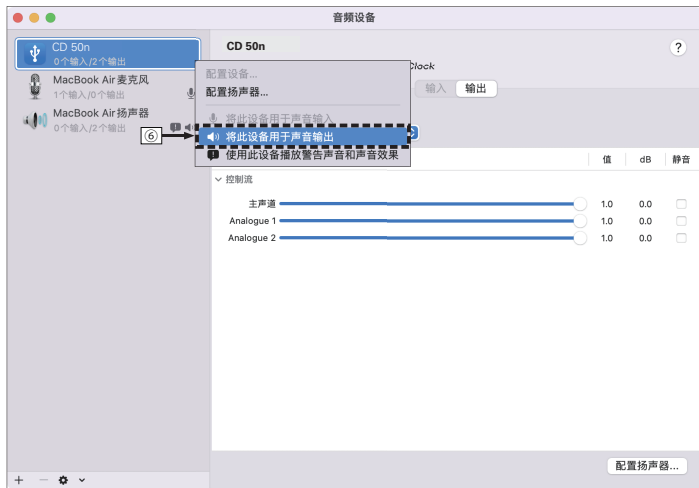 音频设备
CD 50n
0个输入/2个输出
MacBook Air麦克风
1个输入/0个输出
MacBook Air扬声器
0个输入/2个输出
⑥
CD 50n
?
Clock
输入 输出
配置设备...
配置扬声器...
将此设备用于声音输入
将此设备用于声音输出
使用此设备播放警告声音和声音效果
值 dB 静音
控制流
主声道 1.0 0.0
Analogue 1 1.0 0.0
Analogue 2 1.0 0.0
配置扬声器...